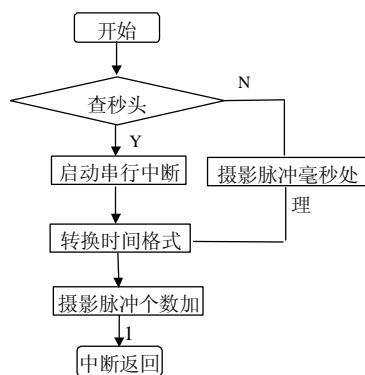 开始
查秒头
N
Y
启动串行中断
摄影脉冲毫秒处
理
转换时间格式
摄影脉冲个数加
1
中断返回